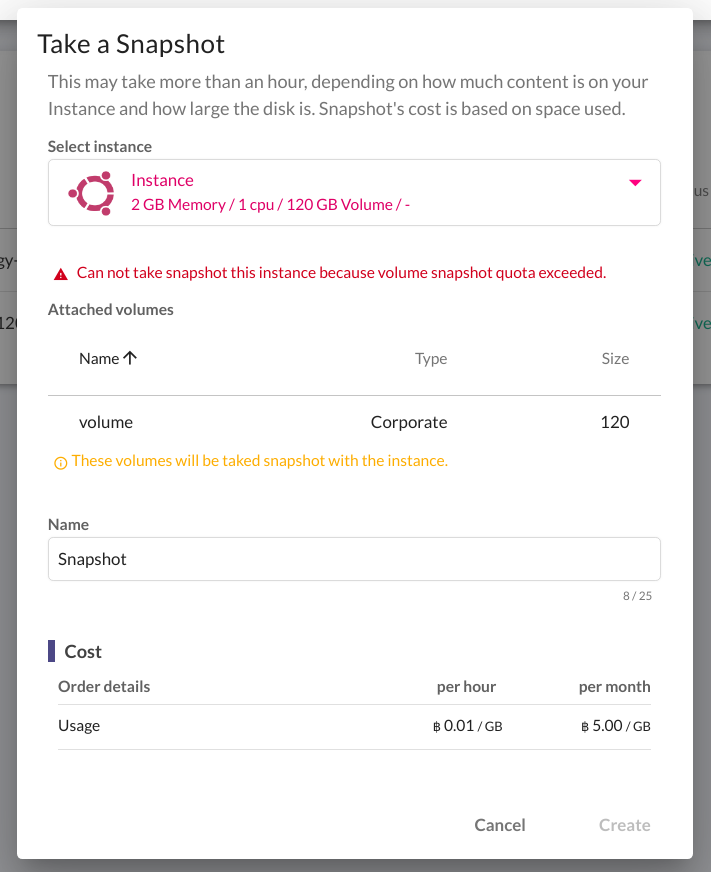 Take a Snapshot
This may take more than an hour, depending on how much content is on your
Instance and how large the disk is. Snapshot's cost is based on space used.
Select instance
Instance
2 GB Memory / 1 cpu / 120 GB Volume / -
Can not take snapshot this instance because volume snapshot quota exceeded.
Attached volumes
Name Type Size
volume Corporate 120
These volumes will be taked snapshot with the instance.
Name
Snapshot
8 / 25
Cost
Order details per hour per month
Usage ฿ 0.01 / GB ฿ 5.00 / GB
Cancel Create